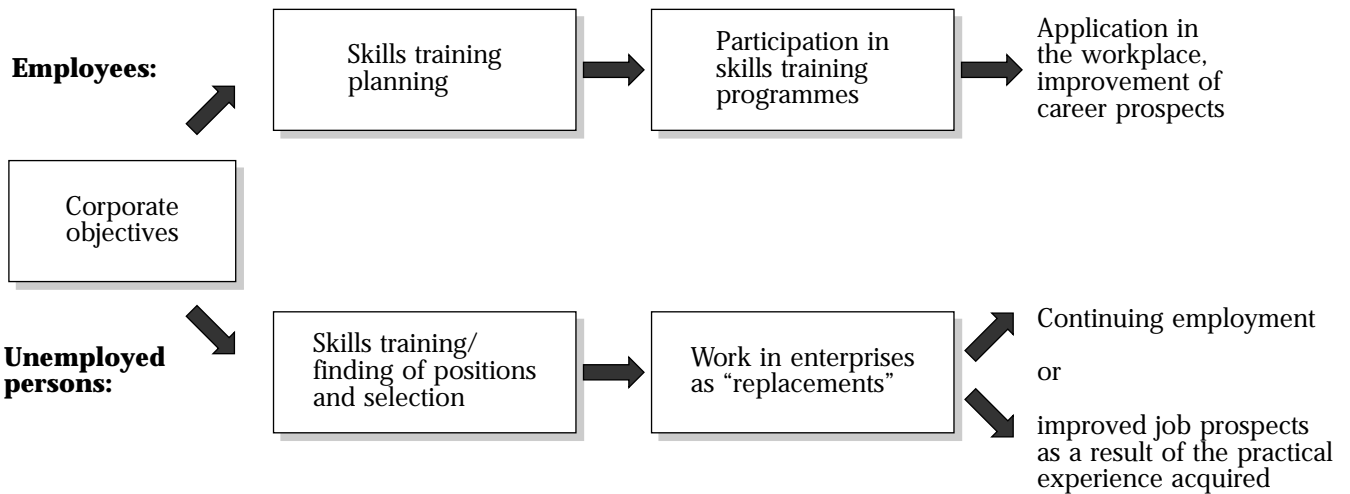 Employees:
Skills training
planning
Participation in
skills training
programmes
Application in
the workplace,
improvement of
career prospects
Corporate
objectives
Unemployed
persons:
Skills training/
finding of positions
and selection
Work in enterprises
as “replacements”
Continuing employment
or
improved job prospects
as a result of the practical
experience acquired